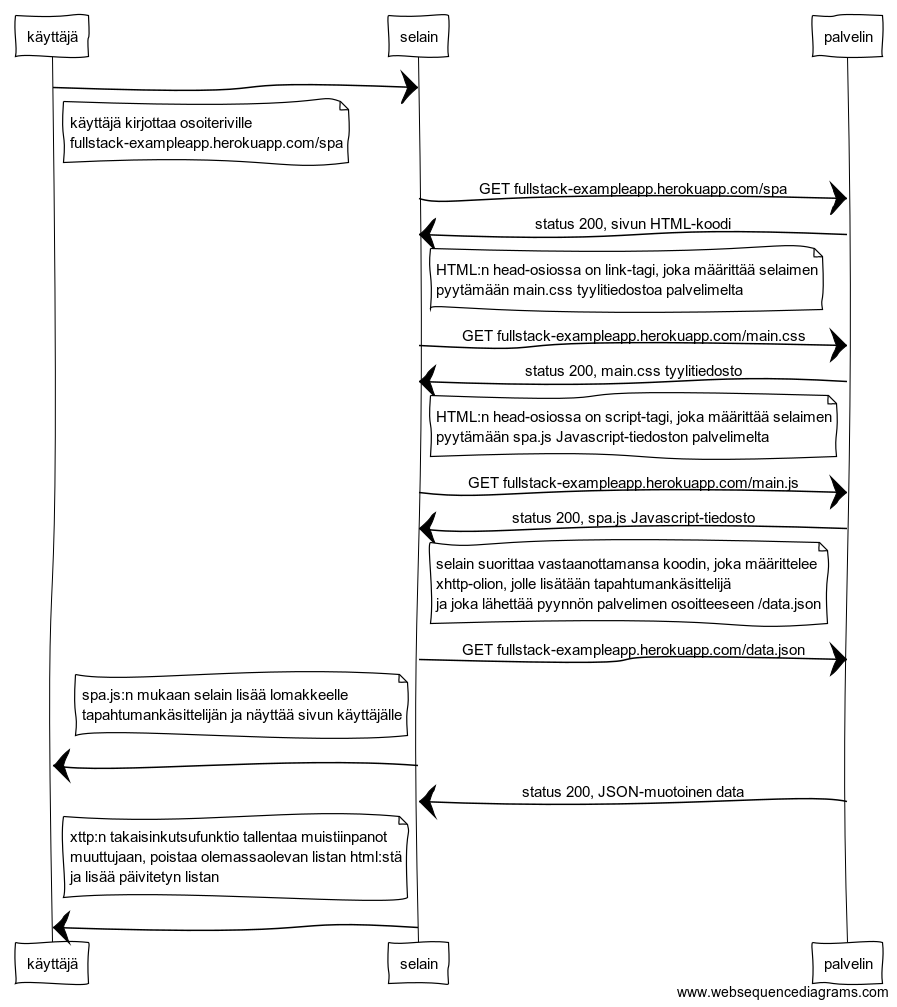 käyttäjä
selain
palvelin
käyttäjä kirjottaa osoiteriville
fullstack-exampleapp.herokuapp.com/spa
GET fullstack-exampleapp.herokuapp.com/spa
status 200, sivun HTML-koodi
HTML:n head-osiossa on link-tagi, joka määrittää selaimen
pyytämään main.css tyylitiedostoa palvelimelta
GET fullstack-exampleapp.herokuapp.com/main.css
status 200, main.css tyylitiedosto
HTML:n head-osiossa on script-tagi, joka määrittää selaimen
pyytämään spa.js Javascript-tiedoston palvelimelta
GET fullstack-exampleapp.herokuapp.com/main.js
status 200, spa.js Javascript-tiedosto
selain suorittaa vastaanottamansa koodin, joka määrittelee
xhttp-olion, jolle lisätään tapahtumankäsittelijä
ja joka lähettää pyynnön palvelimen osoitteeseen /data.json
GET fullstack-exampleapp.herokuapp.com/data.json
spa.js:n mukaan selain lisää lomakkeelle
tapahtumankäsittelijän ja näyttää sivun käyttäjälle
status 200, JSON-muotoinen data
xttp:n takaisinkutsufunktio tallentaa muistiinpanot
muuttujaan, poistaa olemassaolevan listan html:stä
ja lisää päivitetyn listan
käyttäjä
selain
palvelin
www.websequencediagrams.com